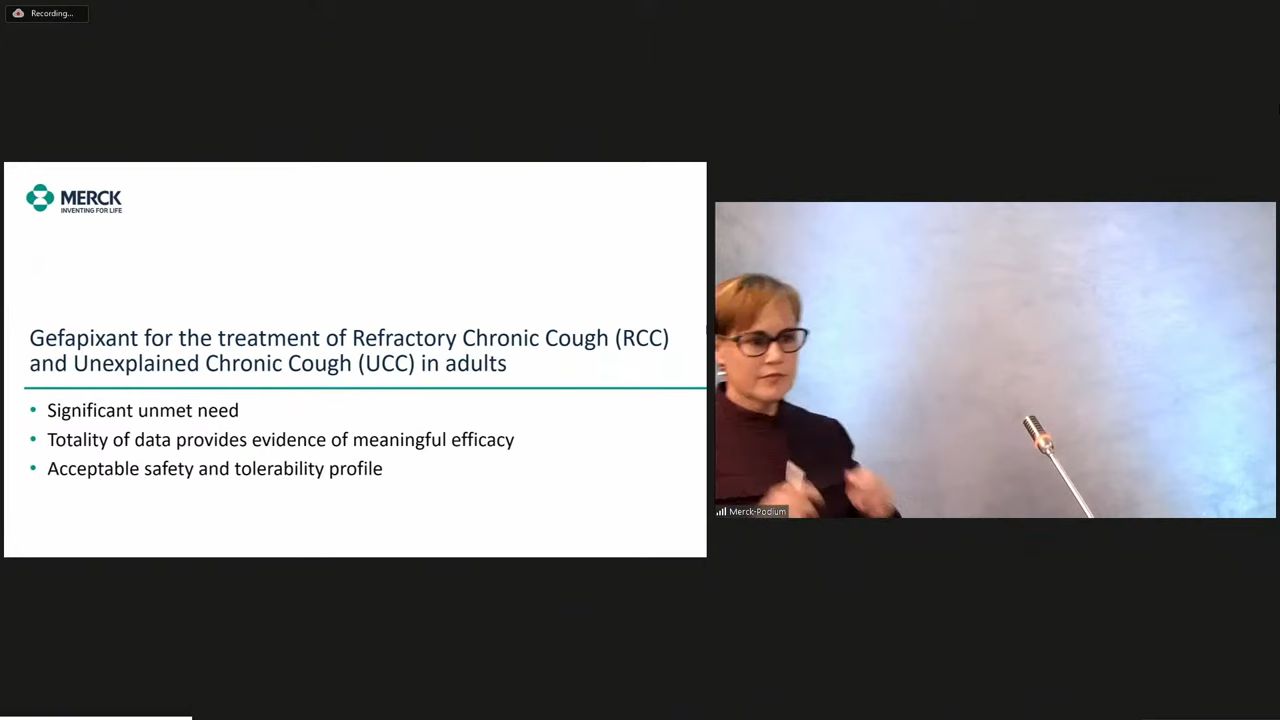 Recording...
MERCK
INVENTING FOR LIFE
Gefapixant for the treatment of Refractory Chronic Cough (RCC)
and Unexplained Chronic Cough (UCC) in adults
• Significant unmet need
• Totality of data provides evidence of meaningful efficacy
• Acceptable safety and tolerability profile
Merck-Podium